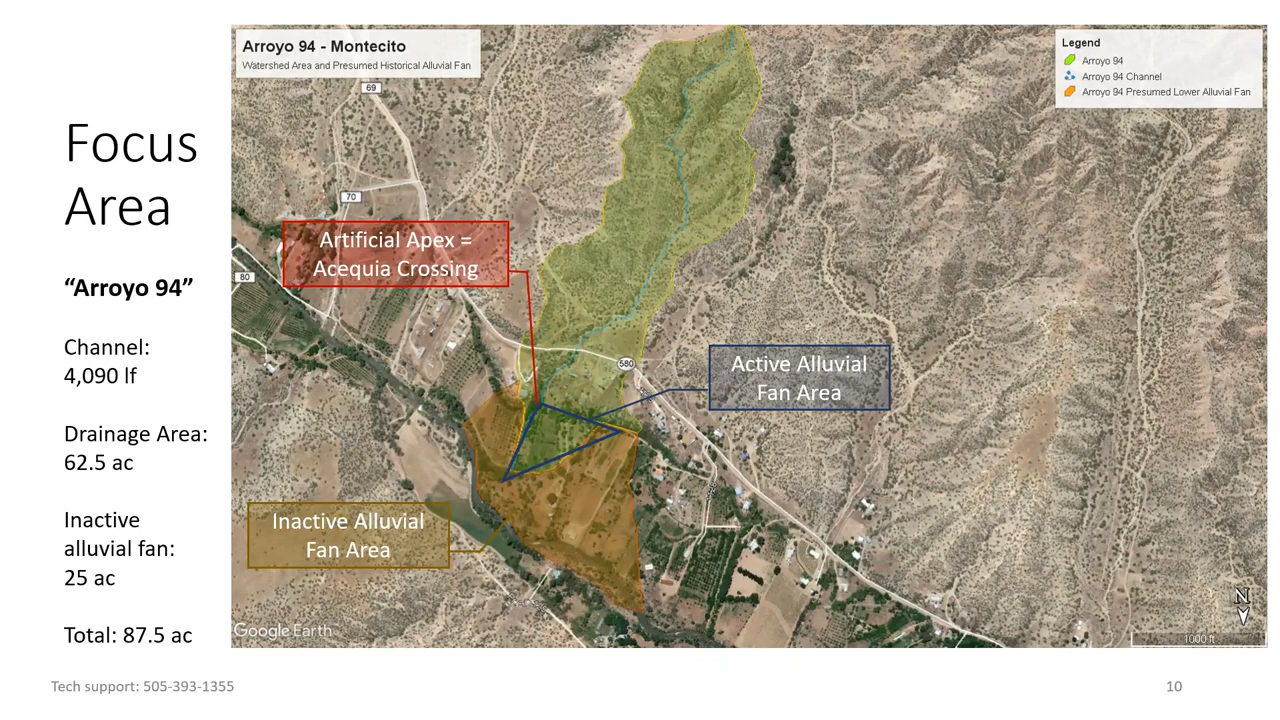 Focus
Area
“Arroyo 94”
Channel:
4,090 lf
Drainage Area:
62.5 ac
Inactive
alluvial fan:
25 ac
Total: 87.5 ac
Arroyo 94 - Montecito
Watershed Area and Presumed Historical Alluvial Fan
Legend
Arroyo 94
Arroyo 94 Channel
Arroyo 94 Presumed Lower Alluvial Fan
69
70
80
Artificial Apex =
Acequia Crossing
580
Active Alluvial
Fan Area
Inactive Alluvial
Fan Area
Google Earth
N
1000 ft
Tech support: 505-393-1355
10